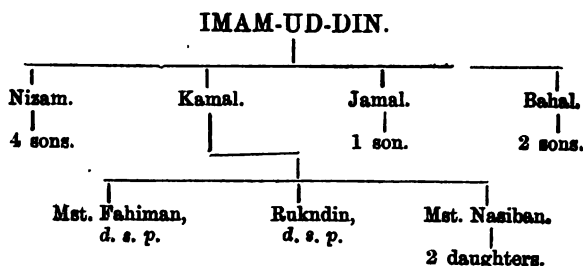 IMAM-UD-DIN.
Nizam. Kamal. Jamal. Bahal.
4 sons. 1 son. 2 sons.
Mst. Fahiman, Rukndin, Mst. Nasiban.
d. s. p. d. s. p.
2 daughters.